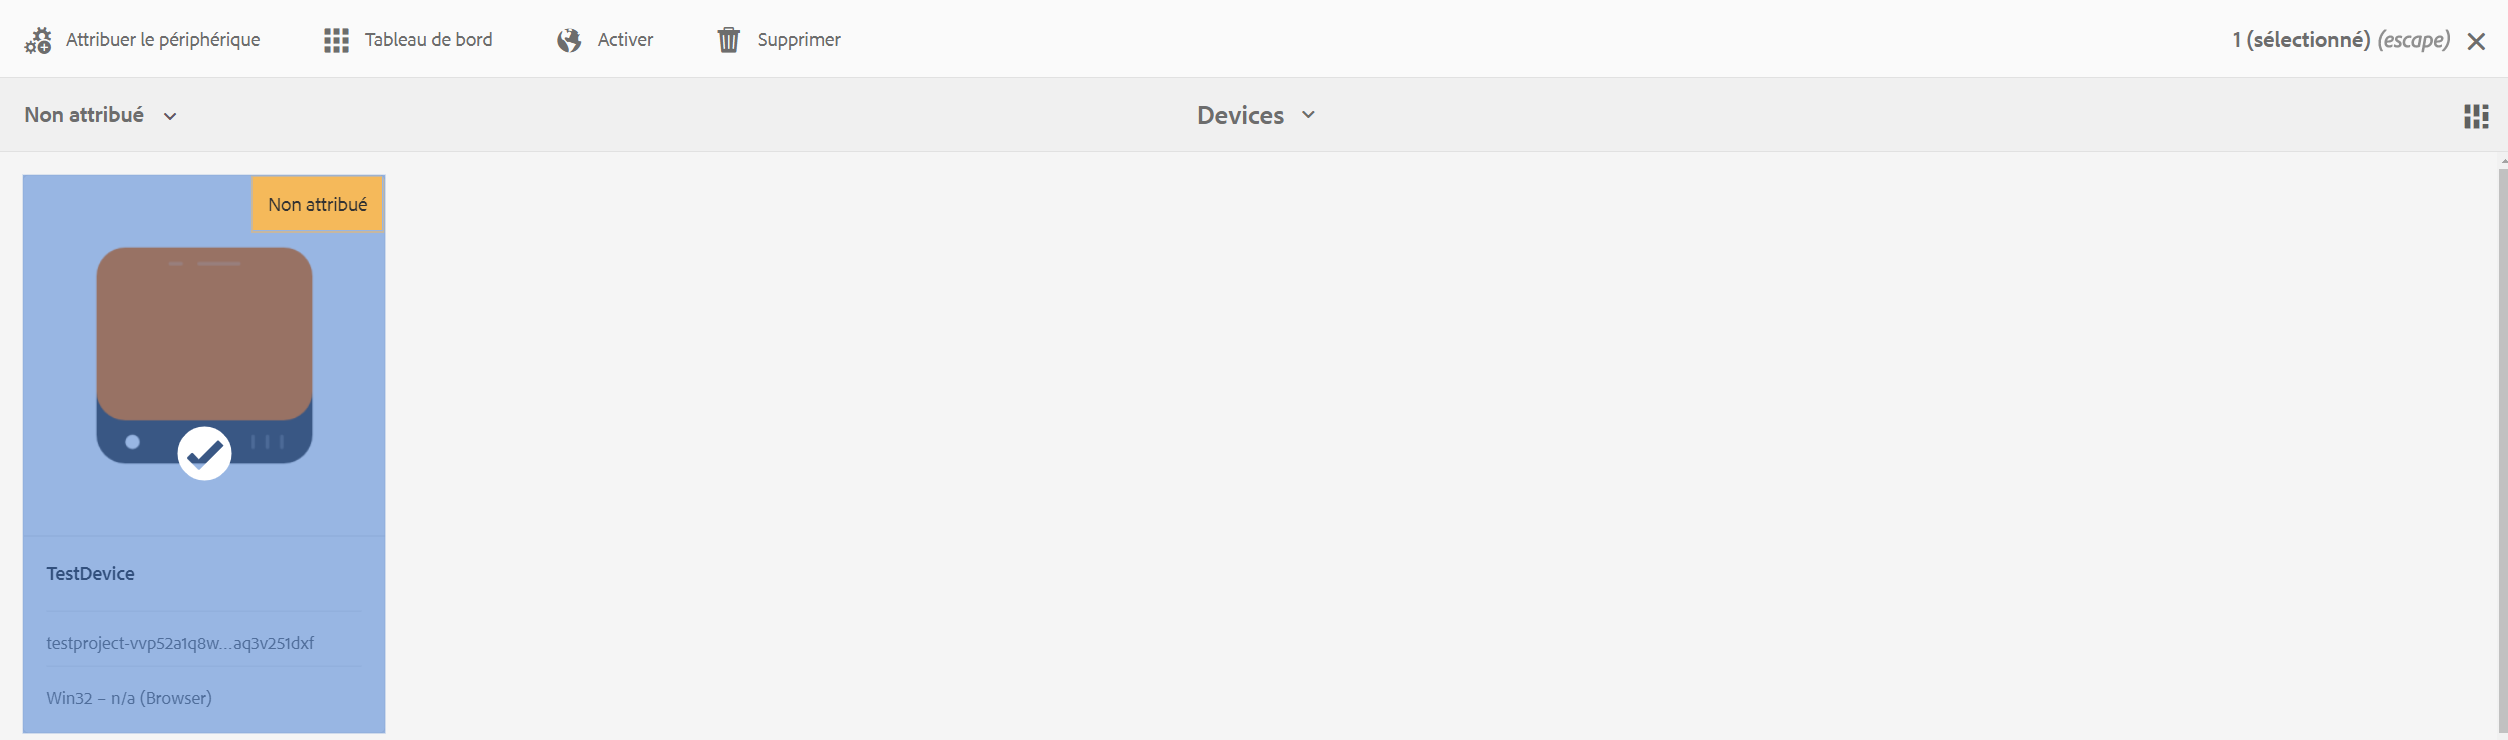 Attribuer le périphérique
Tableau de bord
Activer
Supprimer
1 (sélectionné) (escape)
Non attribué
Devices
Non attribué
TestDevice
testproject-vvp52a1q8w...aq3v251dxf
Win32 – n/a (Browser)